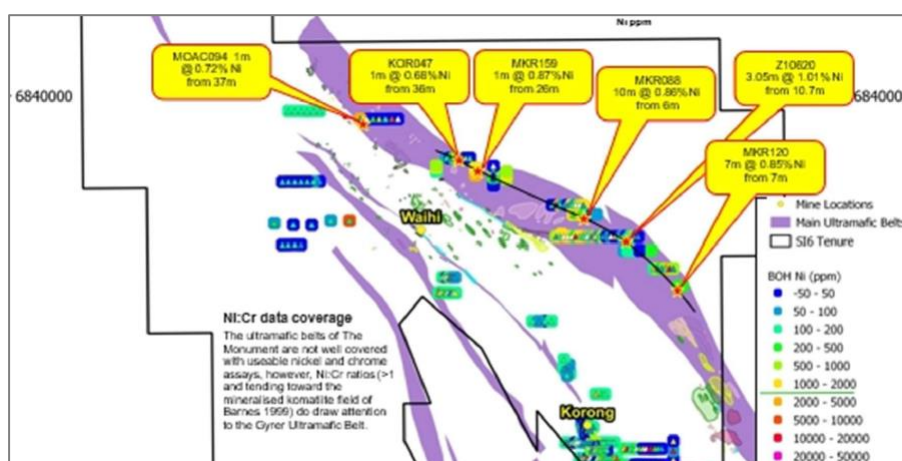 Ni ppm
MOAC094 1m
@ 0.72% Ni
from 37m
KOR047
1m @ 0.68% Ni
from 36m
MKR159
1m @ 0.87% Ni
from 26m
MKR088
10m @ 0.86% Ni
from 6m
Z10620
3.05m @ 1.01% Ni
from 10.7m
6840000
6840000
MKR120
7m @ 0.85% Ni
from 7m
Waihi
Mine Locations
Main Ultramafic Belts
SI6 Tenure
BOH Ni (ppm)
-50 - 50
50 - 100
100 - 200
200 - 500
500 - 1000
1000 - 2000
2000 - 5000
5000 - 10000
10000 - 20000
20000 - 50000
Ni:Cr data coverage
The ultramafic belts of The
Monument are not well covered
with useable nickel and chrome
assays, however, Ni:Cr ratios (>1
and tending toward the
mineralised komatiite field of
Barnes 1999) do draw attention
to the Gyrer Ultramafic Belt.
Korong